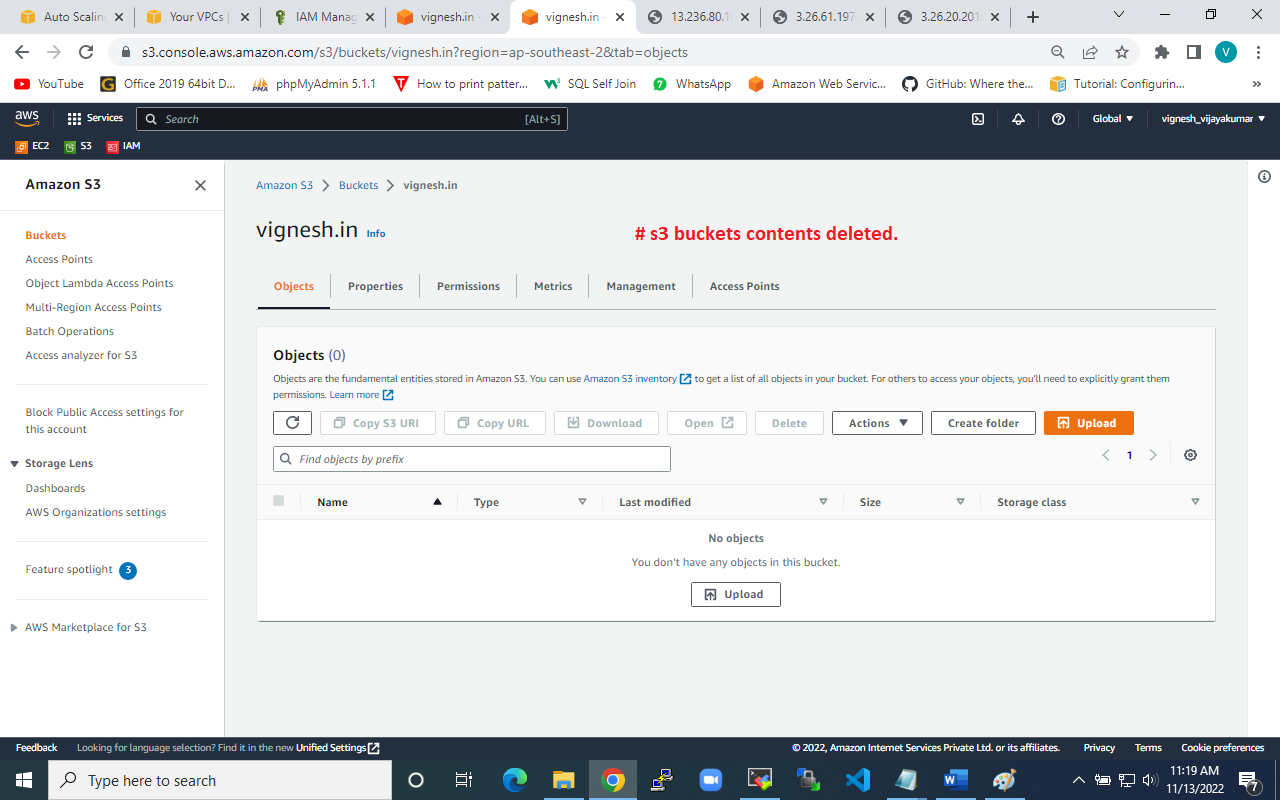 Auto Scalin
Your VPCs |
IAM Manag
vignesh.in -
vignesh.in -
13.236.80.1
3.26.61.197
3.26.20.201
s3.console.aws.amazon.com/s3/buckets/vignesh.in?region=ap-southeast-2&tab=objects
V
YouTube
Office 2019 64bit D...
phpMyAdmin 5.1.1
How to print patter...
SQL Self Join
WhatsApp
Amazon Web Servic...
GitHub: Where the...
Tutorial: Configurin...
»
aws
Services
Search
[Alt+S]
Global
vignesh_vijayakumar
EC2
S3
IAM
Amazon S3
Buckets
Access Points
Object Lambda Access Points
Multi-Region Access Points
Batch Operations
Access analyzer for S3
Block Public Access settings for
this account
Storage Lens
Dashboards
AWS Organizations settings
Feature spotlight 3
AWS Marketplace for S3
Amazon S3 > Buckets > vignesh.in
vignesh.in Info
# s3 buckets contents deleted.
Objects
Properties
Permissions
Metrics
Management
Access Points
Objects (0)
Objects are the fundamental entities stored in Amazon S3. You can use Amazon S3 inventory to get a list of all objects in your bucket. For others to access your objects, you'll need to explicitly grant them
permissions. Learn more
Copy S3 URI
Copy URL
Download
Open
Delete
Actions
Create folder
Upload
Find objects by prefix
1
Name
Type
Last modified
Size
Storage class
No objects
You don't have any objects in this bucket.
Upload
Feedback
Looking for language selection? Find it in the new Unified Settings
© 2022, Amazon Internet Services Private Ltd. or its affiliates.
Privacy
Terms
Cookie preferences
Type here to search
11:19 AM
11/13/2022
7